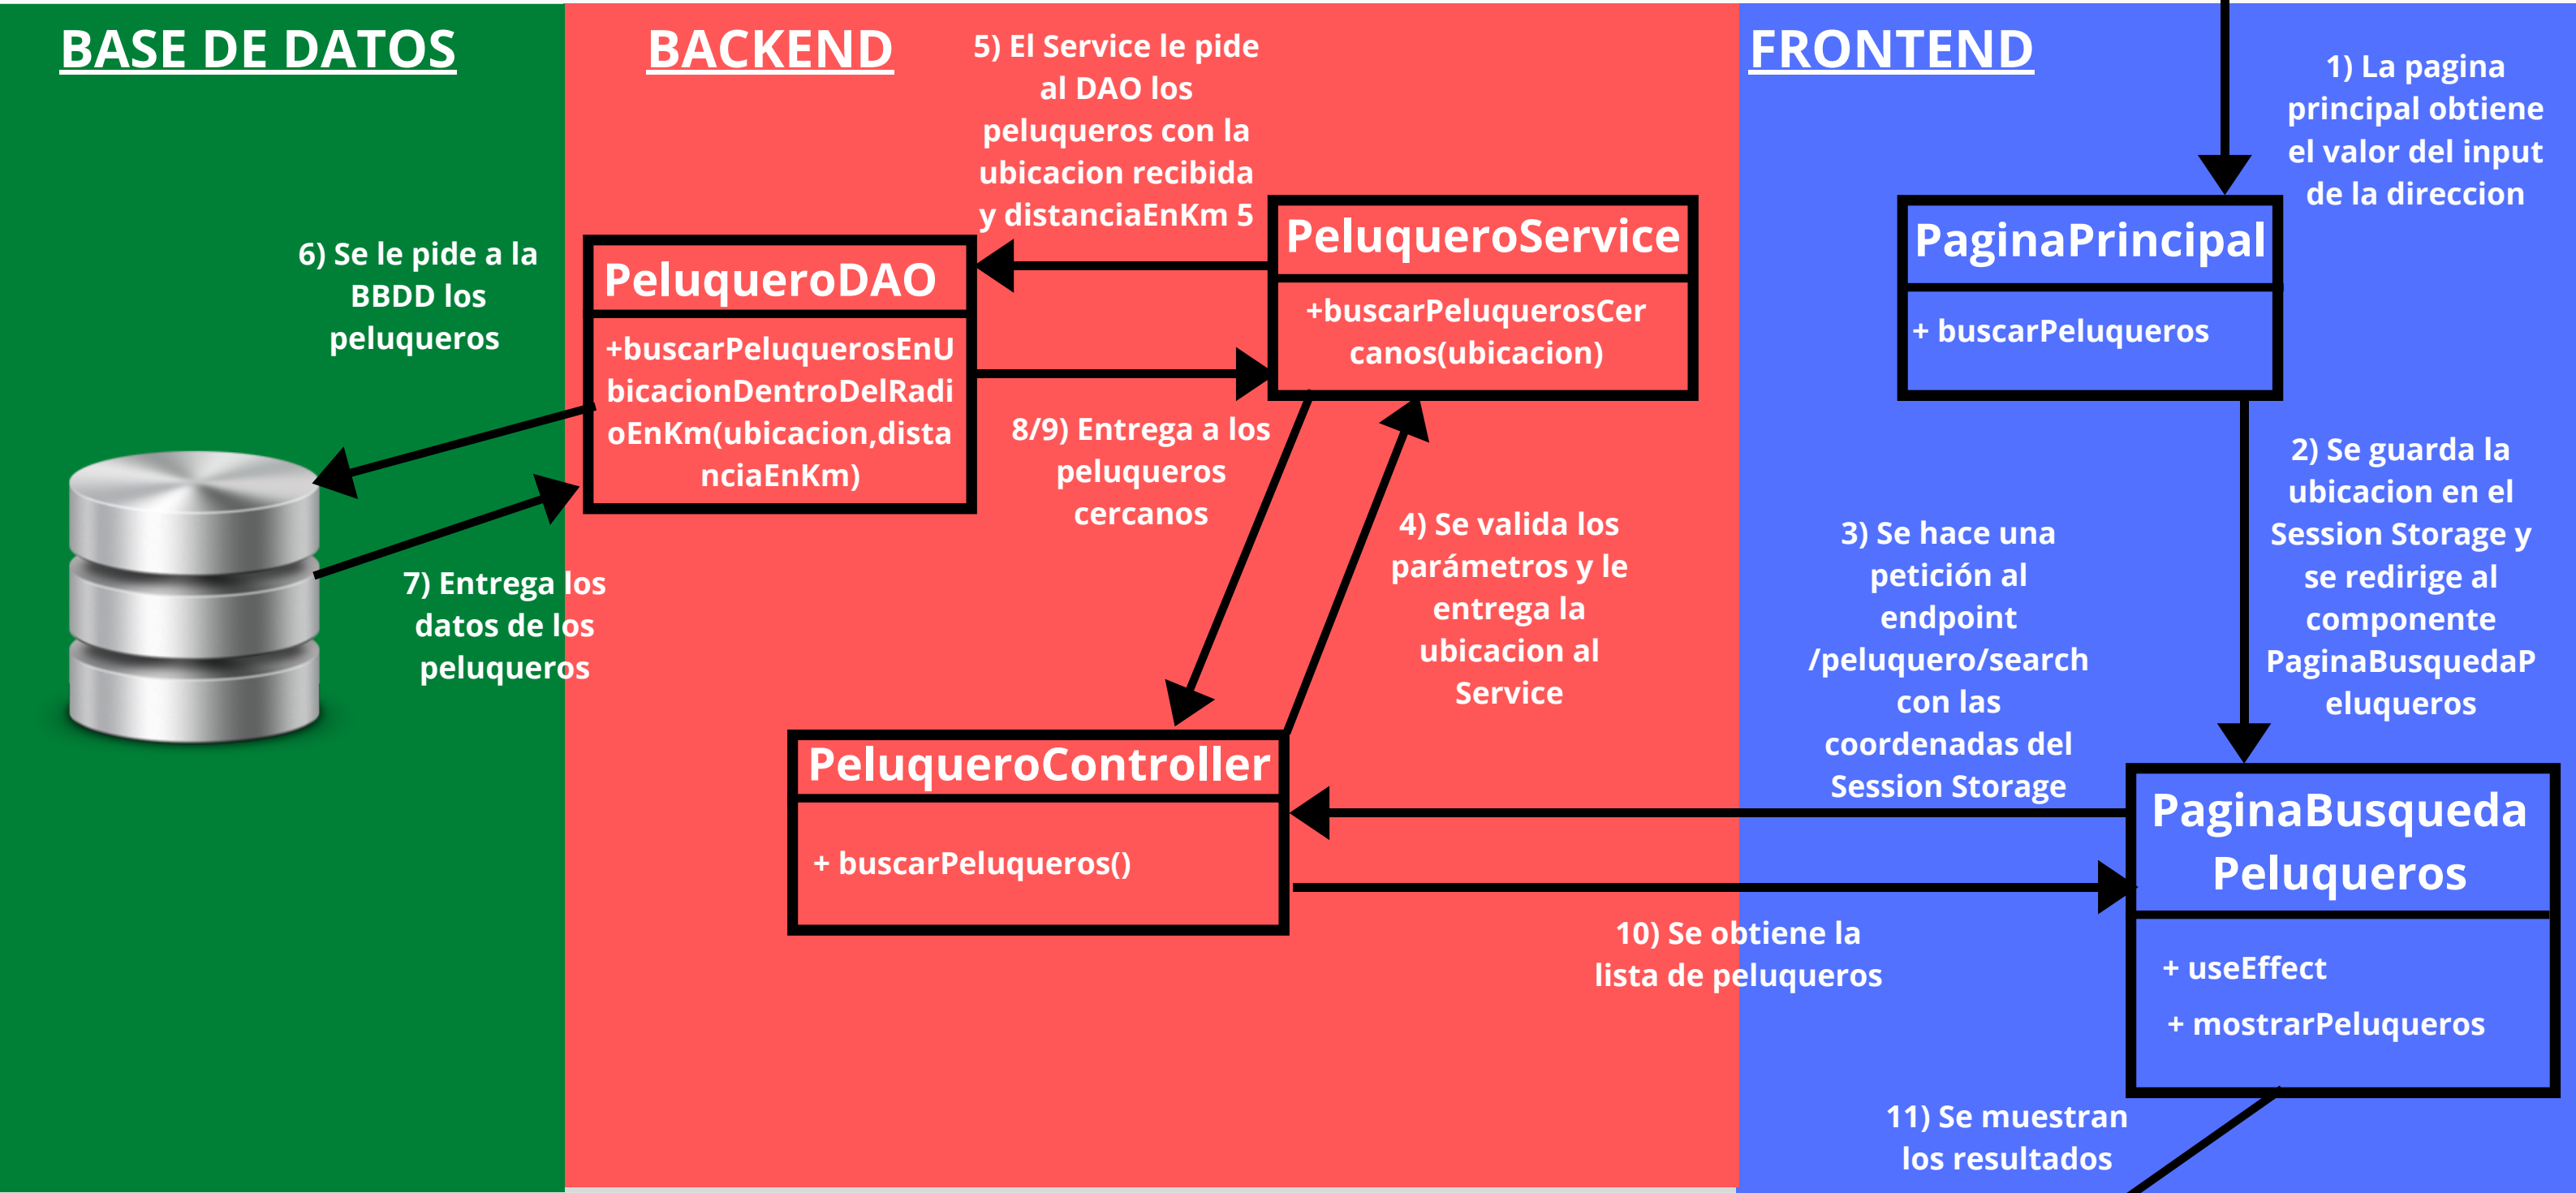 BASE DE DATOS
6) Se le pide a la
BBDD los
peluqueros
7) Entrega los
datos de los
peluqueros
BACKEND
5) El Service le pide
al DAO los
peluqueros con la
ubicacion recibida
y distanciaEnKm 5
PeluqueroDAO
+buscarPeluquerosEnU
bicacionDentroDelRadi
oEnKm(ubicacion,dista
nciaEnKm)
PeluqueroService
+buscarPeluquerosCer
canos(ubicacion)
8/9) Entrega a los
peluqueros
cercanos
4) Se valida los
parámetros y le
entrega la
ubicacion al
Service
PeluqueroController
+ buscarPeluqueros()
10) Se obtiene la
lista de peluqueros
FRONTEND
1) La pagina
principal obtiene
el valor del input
de la direccion
PaginaPrincipal
+ buscarPeluqueros
2) Se guarda la
ubicacion en el
Session Storage y
se redirige al
componente
PaginaBusquedaP
eluqueros
3) Se hace una
petición al
endpoint
/peluquero/search
con las
coordenadas del
Session Storage
PaginaBusqueda
Peluqueros
+ useEffect
+ mostrarPeluqueros
11) Se muestran
los resultados